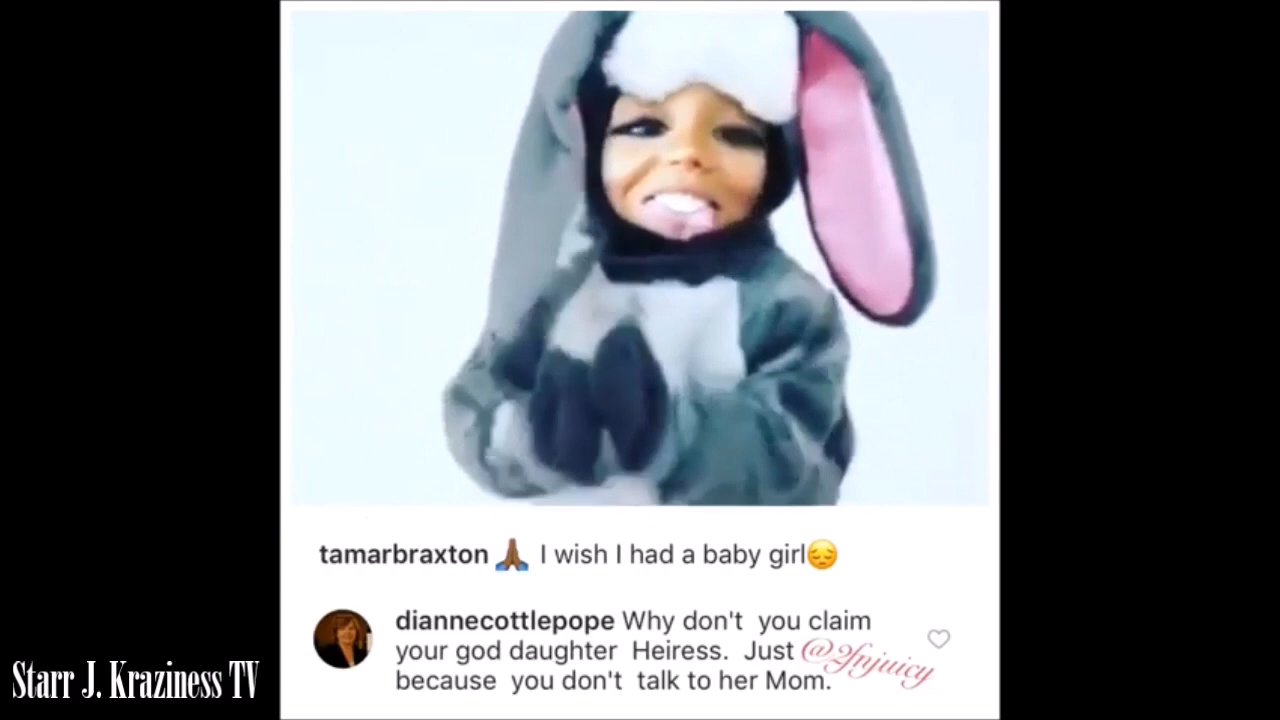 tamarbraxton 🙏🏾 I wish I had a baby girl😔
diannecottlepope Why don't you claim
your god daughter Heiress. Just @2fnjuicy
because you don't talk to her Mom.
Starr J. Kraziness TV